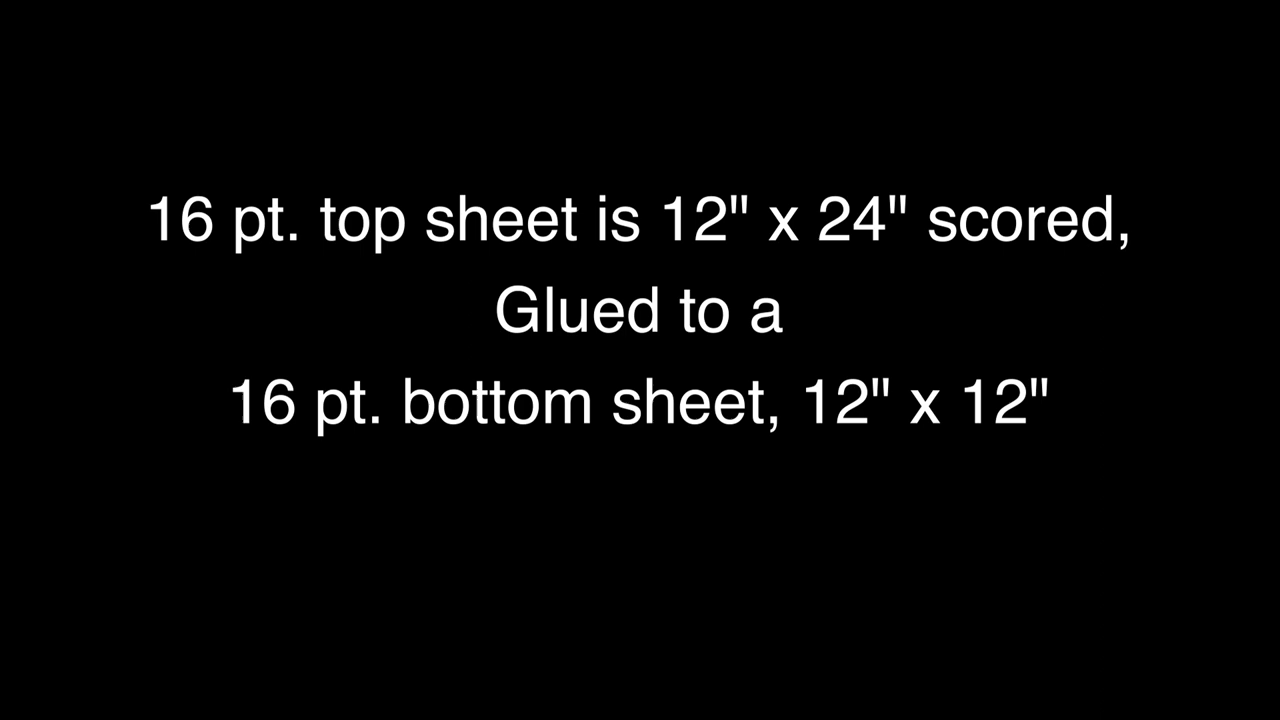 16 pt. top sheet is 12" x 24" scored,
Glued to a
16 pt. bottom sheet, 12" x 12"